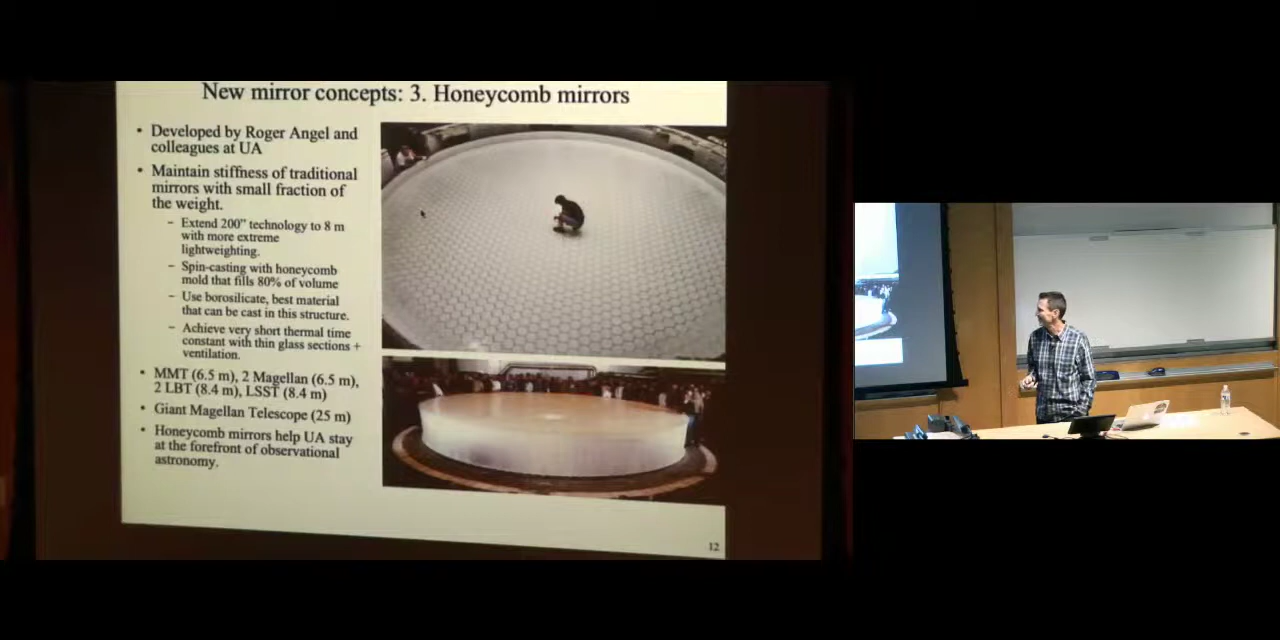 New mirror concepts: 3. Honeycomb mirrors
• Developed by Roger Angel and
colleagues at UA
• Maintain stiffness of traditional
mirrors with small fraction of
the weight.
– Extend 200" technology to 8 m
with more extreme
lightweighting.
– Spin-casting with honeycomb
mold that fills 80% of volume
– Use borosilicate, best material
that can be cast in this structure.
– Achieve very short thermal time
constant with thin glass sections +
ventilation.
• MMT (6.5 m), 2 Magellan (6.5 m),
2 LBT (8.4 m), LSST (8.4 m)
• Giant Magellan Telescope (25 m)
• Honeycomb mirrors help UA stay
at the forefront of observational
astronomy.
12